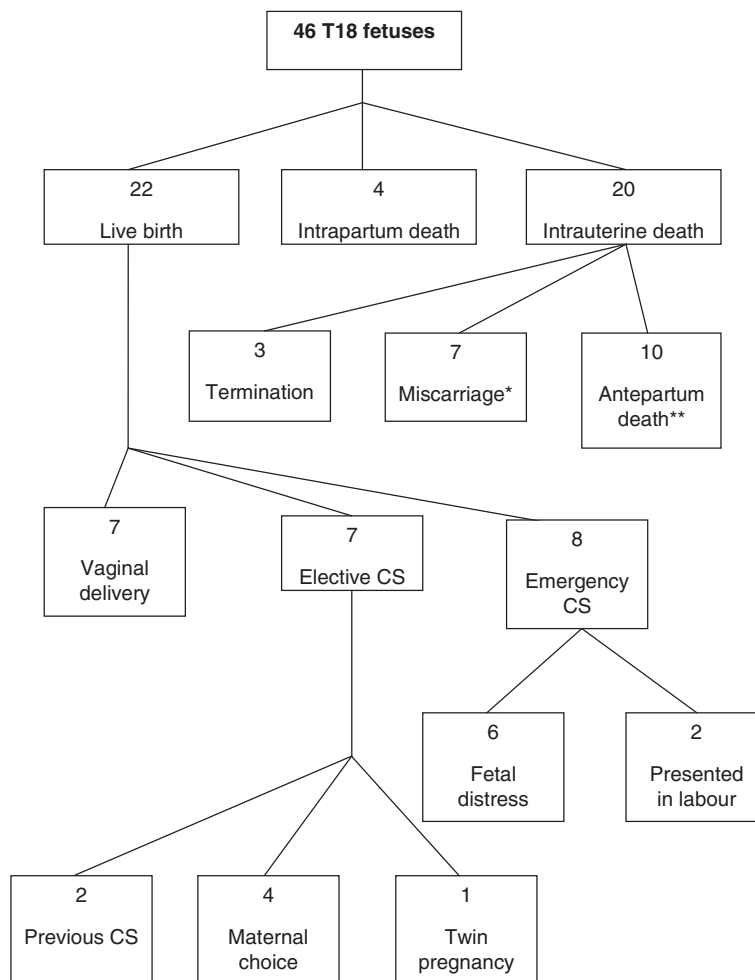 46 T18 fetuses
22
Live birth
4
Intrapartum death
20
Intrauterine death
3
Termination
7
Miscarriage*
10
Antepartum
death**
7
Vaginal
delivery
7
Elective CS
8
Emergency
CS
6
Fetal
distress
2
Presented
in labour
2
Previous CS
4
Maternal
choice
1
Twin
pregnancy